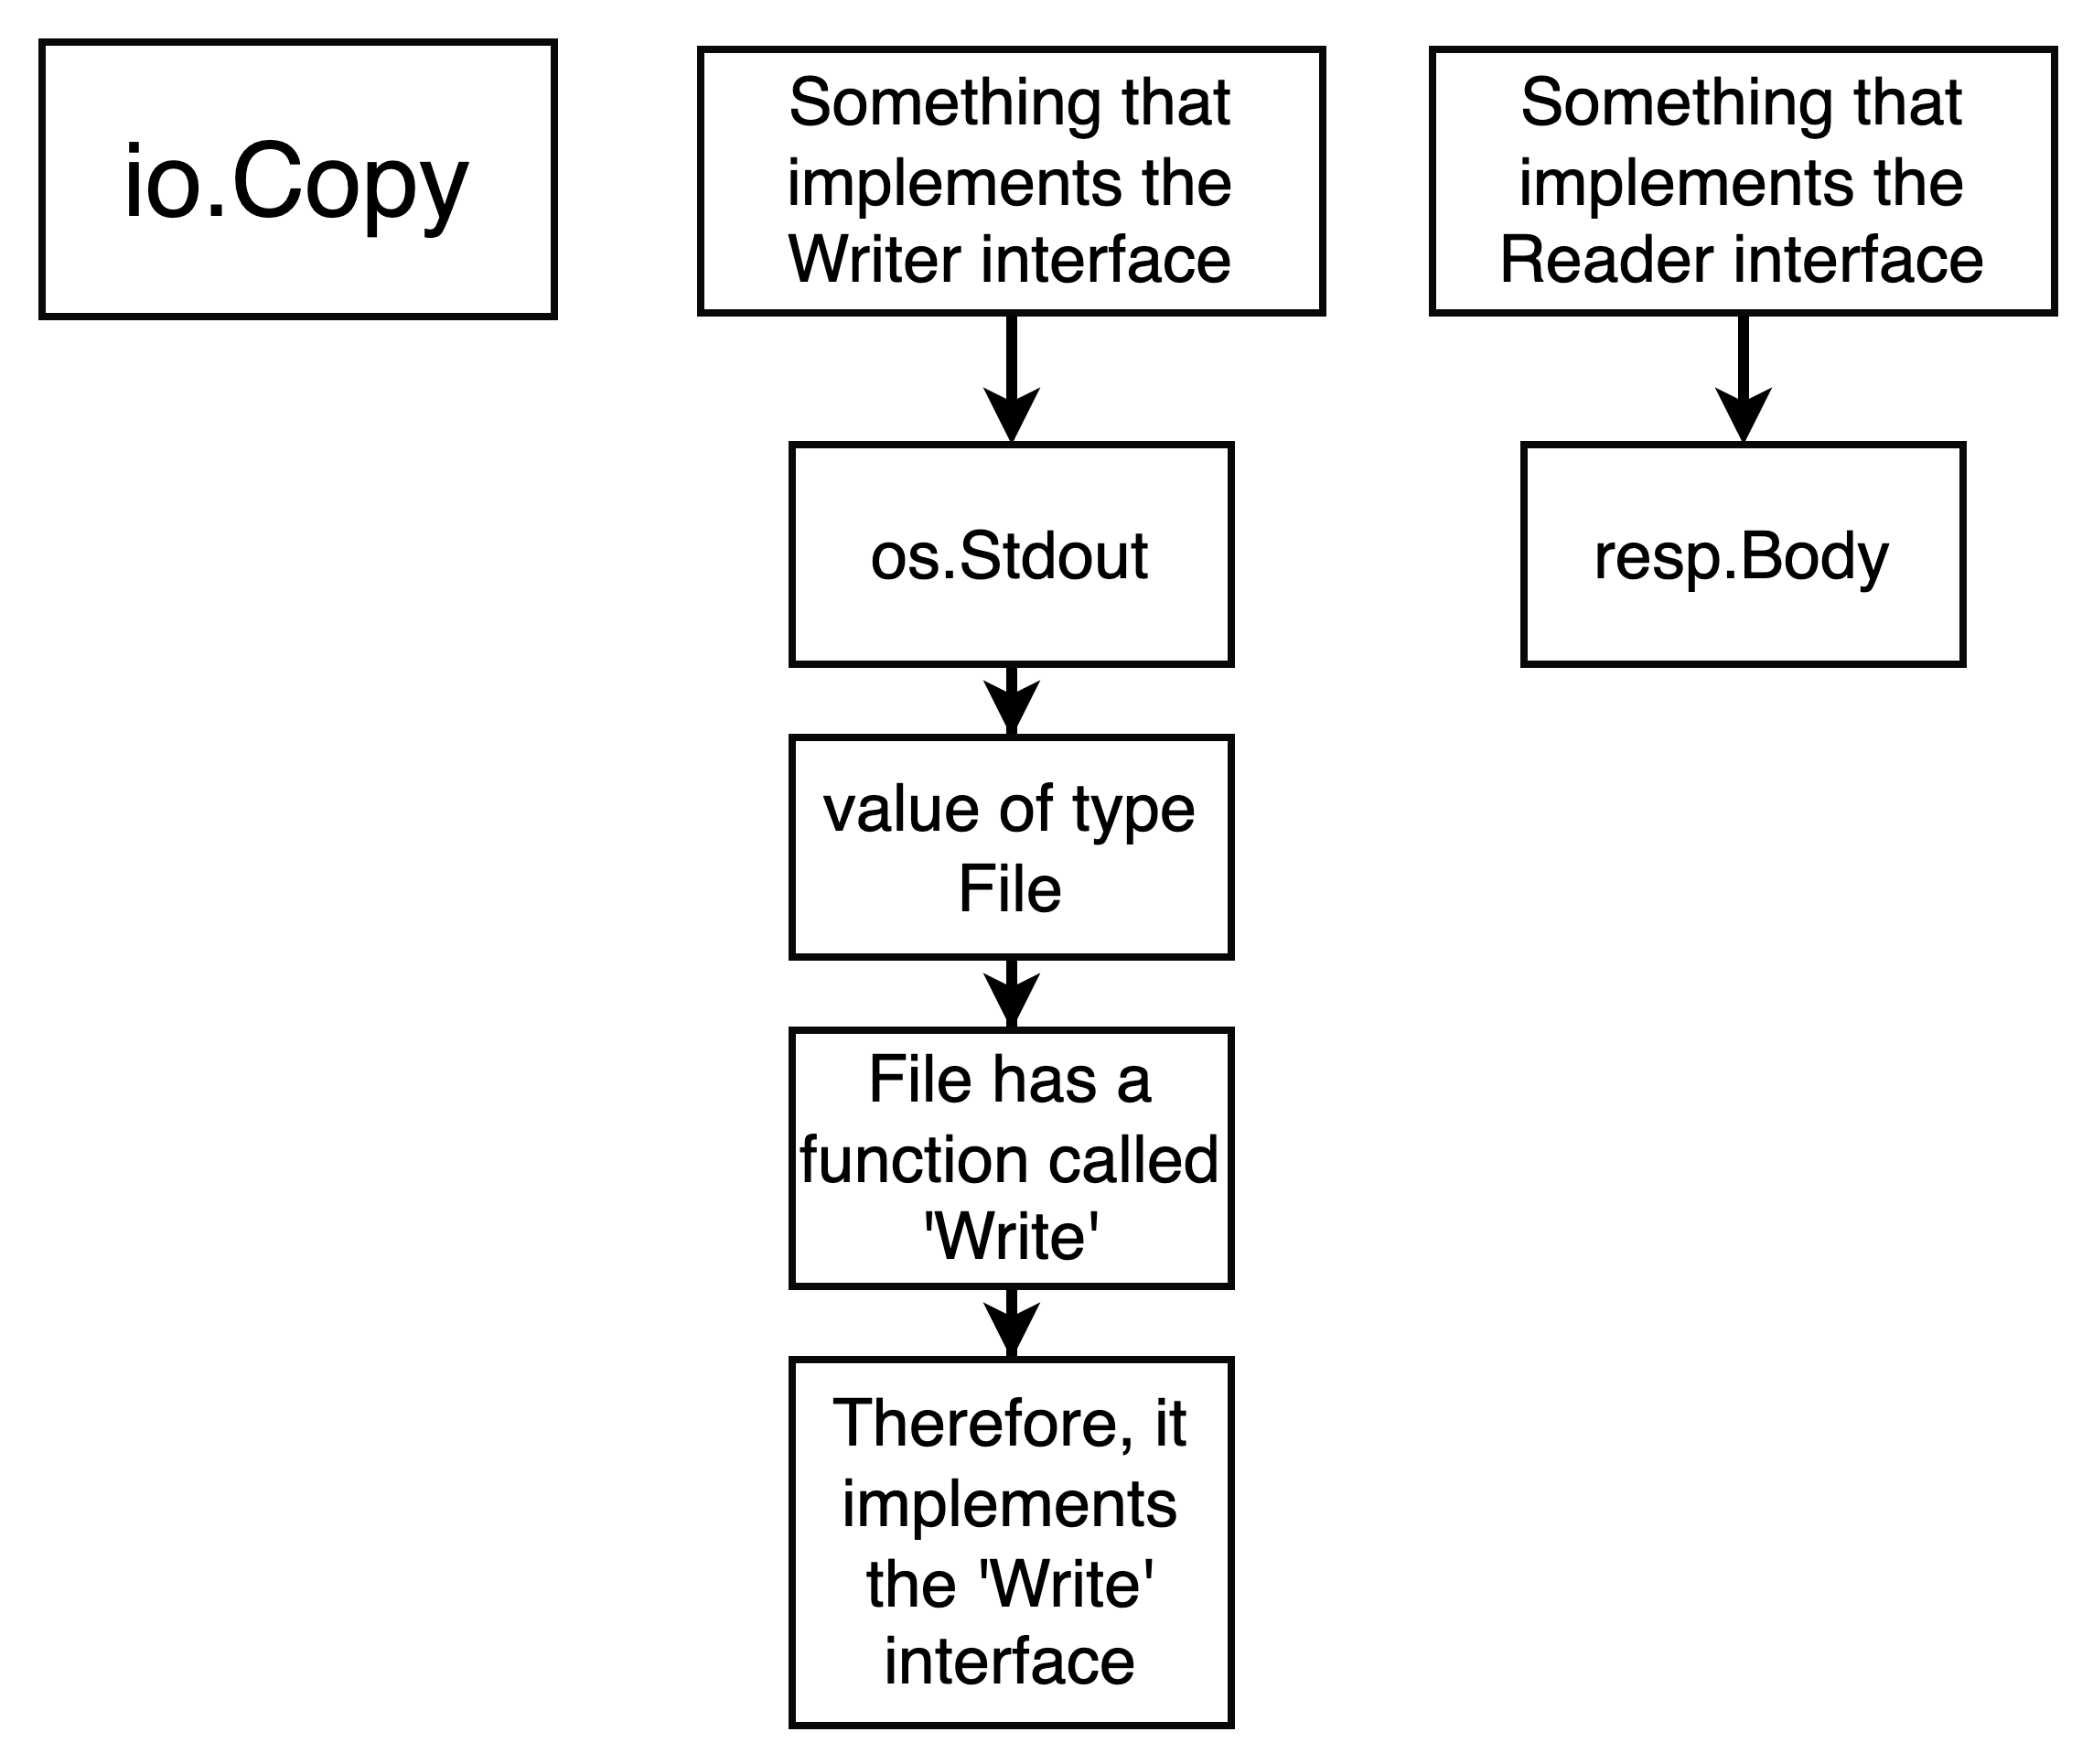 io.Copy
Something that
implements the
Writer interface
Something that
implements the
Reader interface
os.Stdout
resp.Body
value of type
File
File has a
function called
'Write'
Therefore, it
implements
the 'Write'
interface